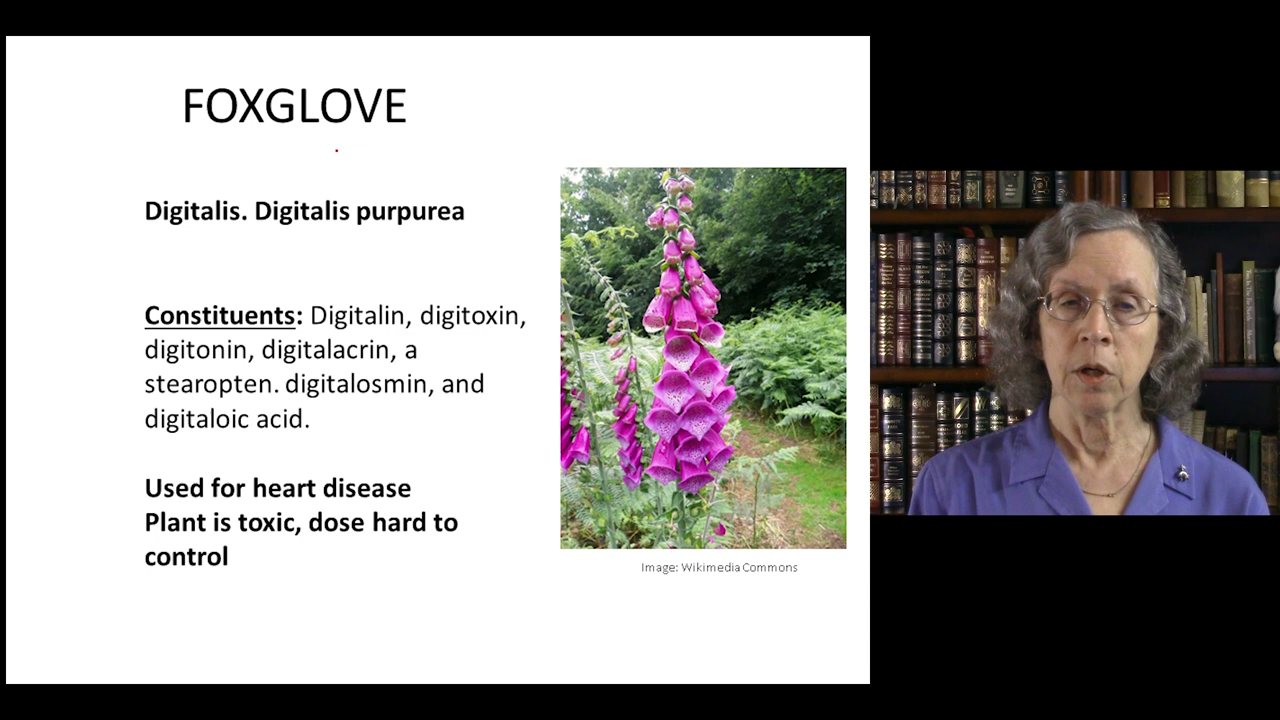 FOXGLOVE
Digitalis. Digitalis purpurea
Constituents: Digitalin, digitoxin,
digitonin, digitalacrin, a
stearopten. digitalosmin, and
digitaloic acid.
Used for heart disease
Plant is toxic, dose hard to
control
Image: Wikimedia Commons